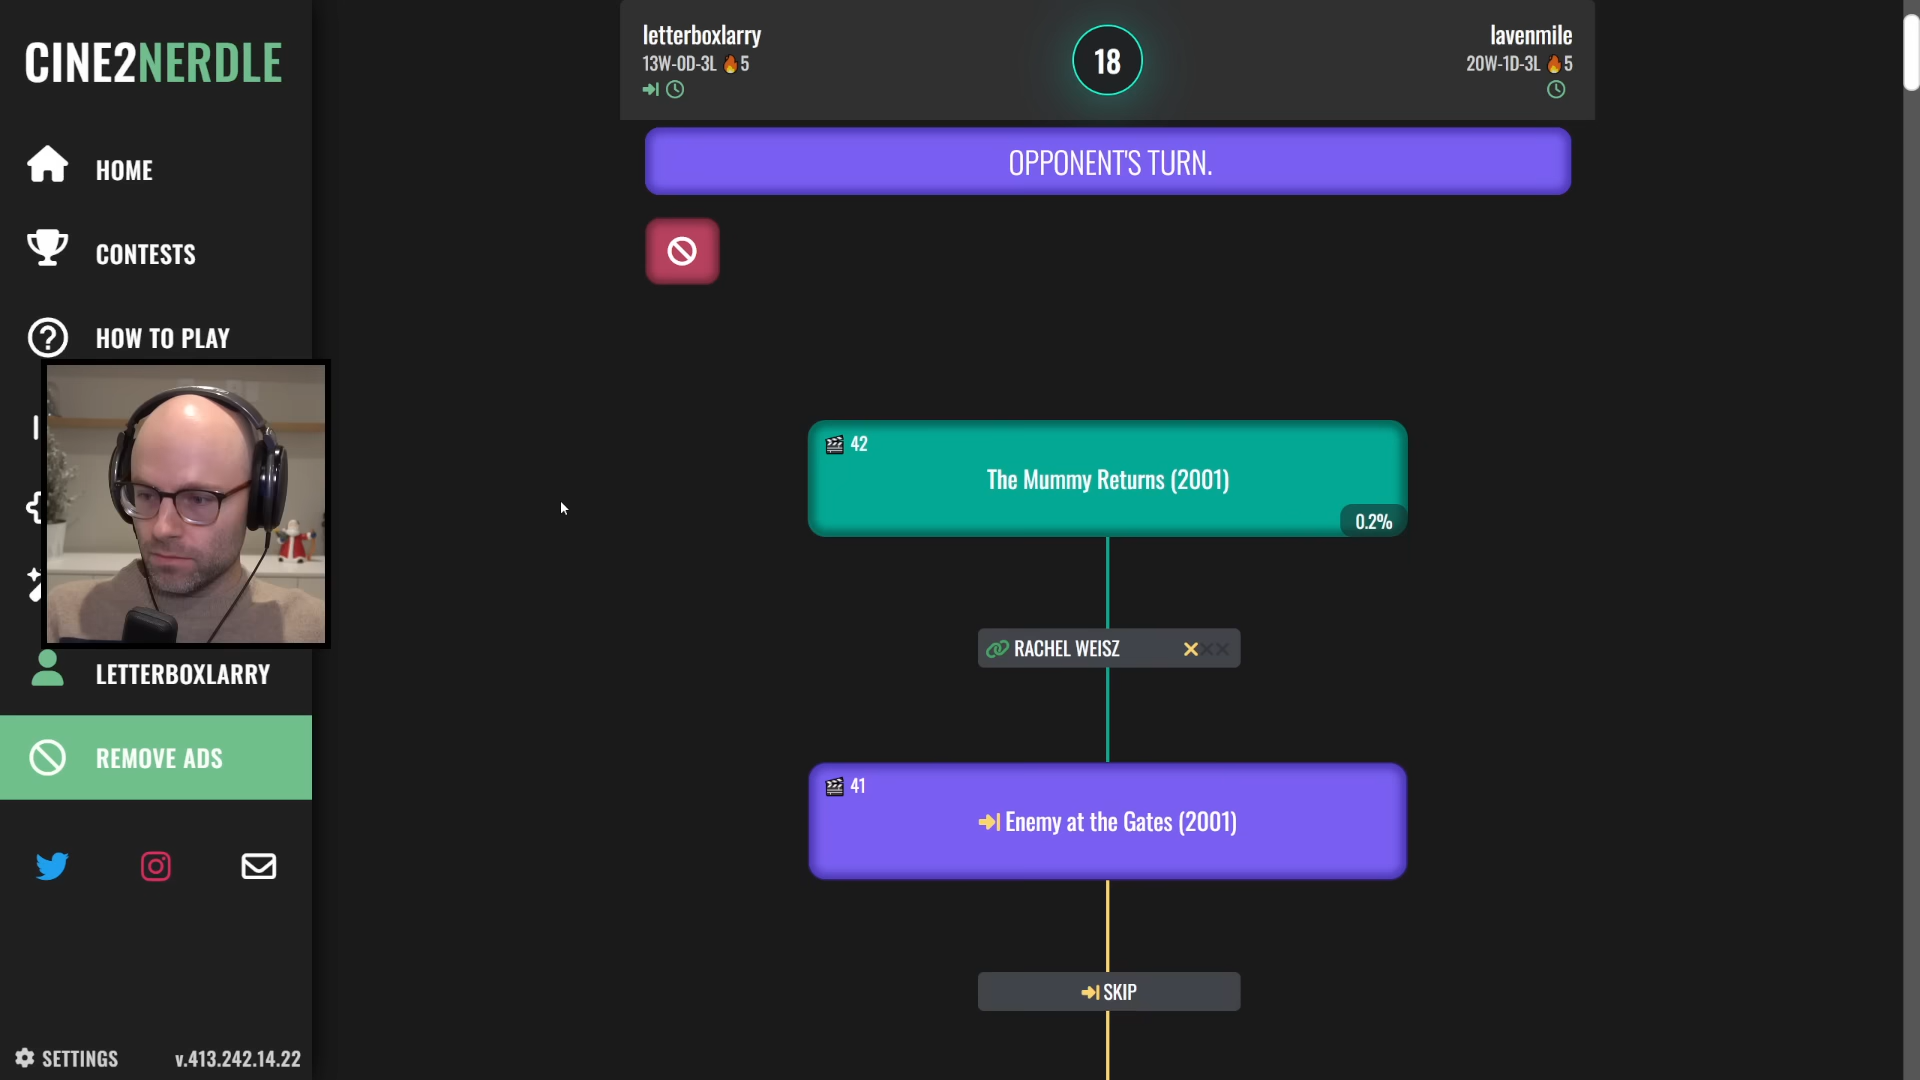 CINE2NERDLE
HOME
CONTESTS
HOW TO PLAY
LETTERBOXLARRY
REMOVE ADS
SETTINGS
v.413.242.14.22
letterboxlarry
13W-0D-3L 🔥5
18
lavenmile
20W-1D-3L 🔥5
OPPONENT'S TURN.
42
The Mummy Returns (2001)
0.2%
RACHEL WEISZ
41
Enemy at the Gates (2001)
SKIP